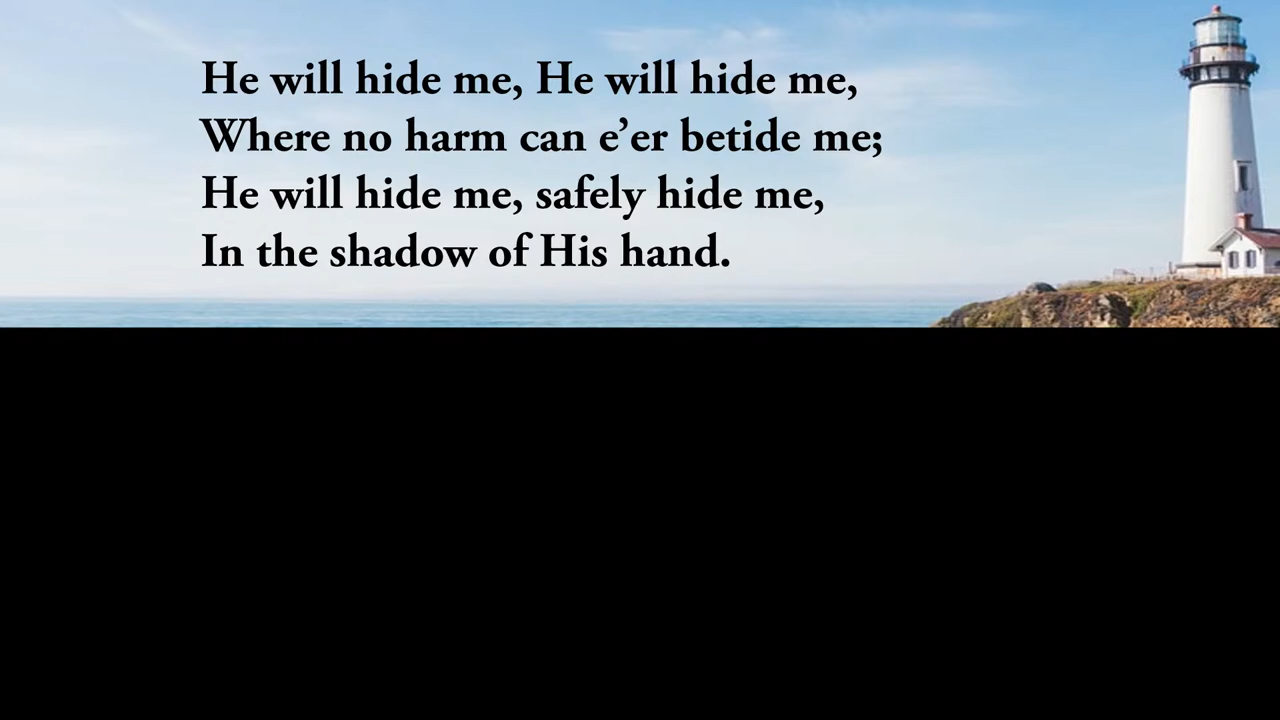 He will hide me, He will hide me,
Where no harm can e’er betide me;
He will hide me, safely hide me,
In the shadow of His hand.